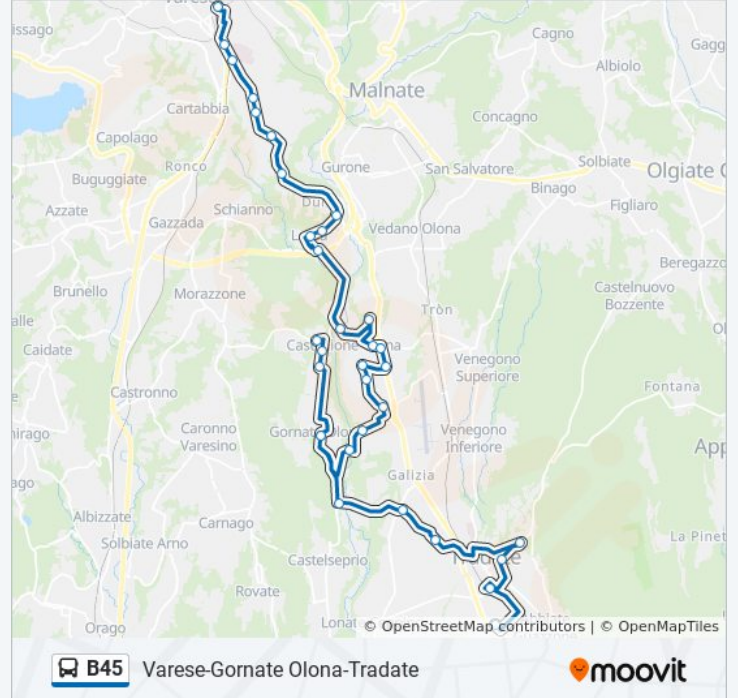 Varese
issago
Cagno
Gagg
Albiolo
Malnate
Cartabbia
Concagno
Capolago
Ronco
Gurone
San Salvatore
Solbiate
Olgiate C
Buguggiate
Binago
Figliaro
Azzate
Schianno
Gazzada
Vedano Olona
Beregazzo
Brunello
Morazzone
Castelnuovo
Bozzente
Tròn
alle
Caidate
Venegono
Superiore
Fontana
Castronno
Caronno
Varesino
Venegono
Inferiore
irago
App
Galizia
ago
Albizzate
Carnago
Solbiate Arno
La Pinet
Castelseprio
Tradate
Rovate
Orago
Lonat
© OpenStreetMap contributors | © OpenMapTiles
B45 Varese-Gornate Olona-Tradate
moovit